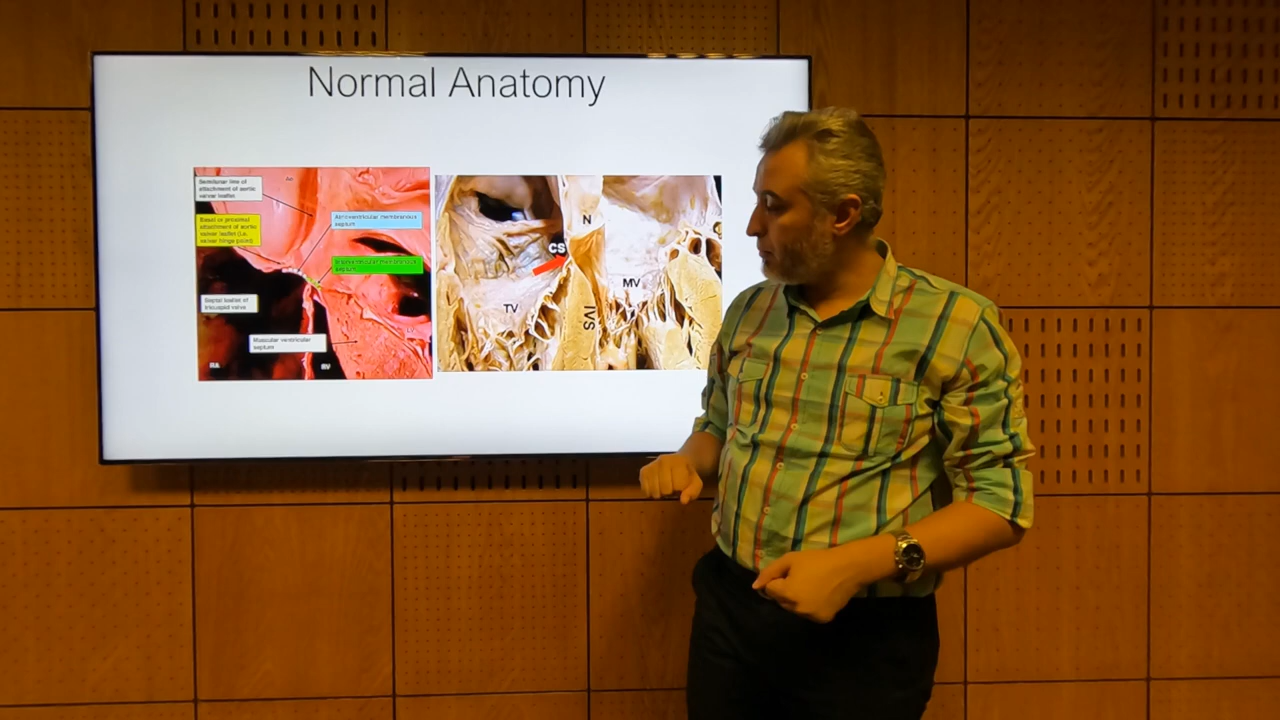 Normal Anatomy
Semilunar line of
attachment of aortic
valvar leaflet
Ao
Basal or proximal
attachment of aortic
valvar leaflet (i.e.
valvar hinge point)
Atrioventricular membranous
septum
Interventricular membranous
septum
Septal leaflet of
tricuspid valve
Muscular ventricular
septum
LV
RA
RV
N
CS
TV
IVS
MV